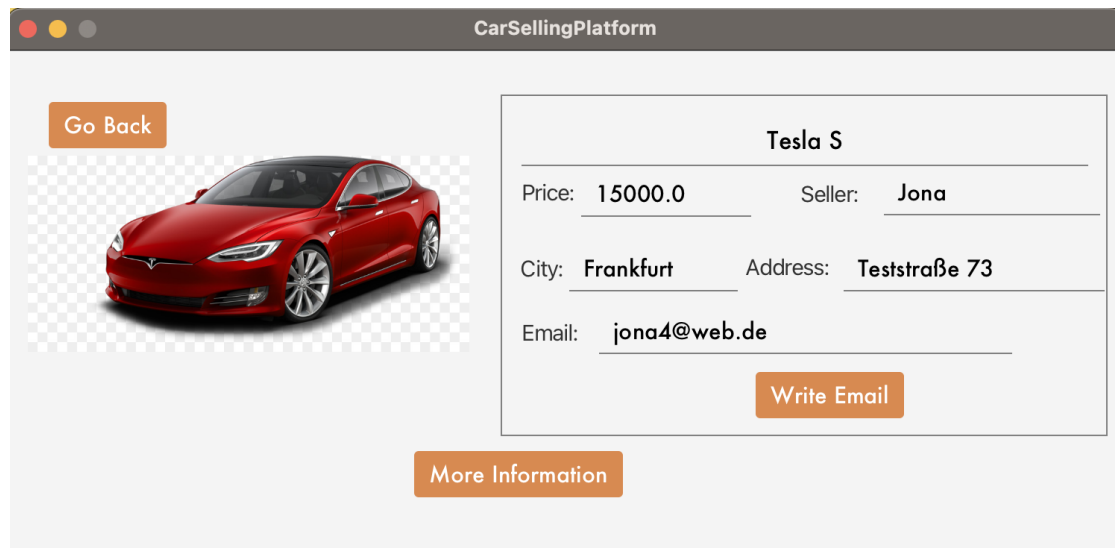 CarSellingPlatform
Go Back
Tesla S
Price: 15000.0 Seller: Jona
City: Frankfurt Address: Teststraße 73
Email: jona4@web.de
Write Email
More Information